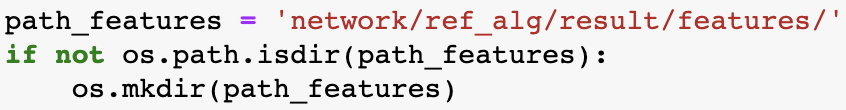 path_features = 'network/ref_alg/result/features/'
if not os.path.isdir(path_features):
    os.mkdir(path_features)